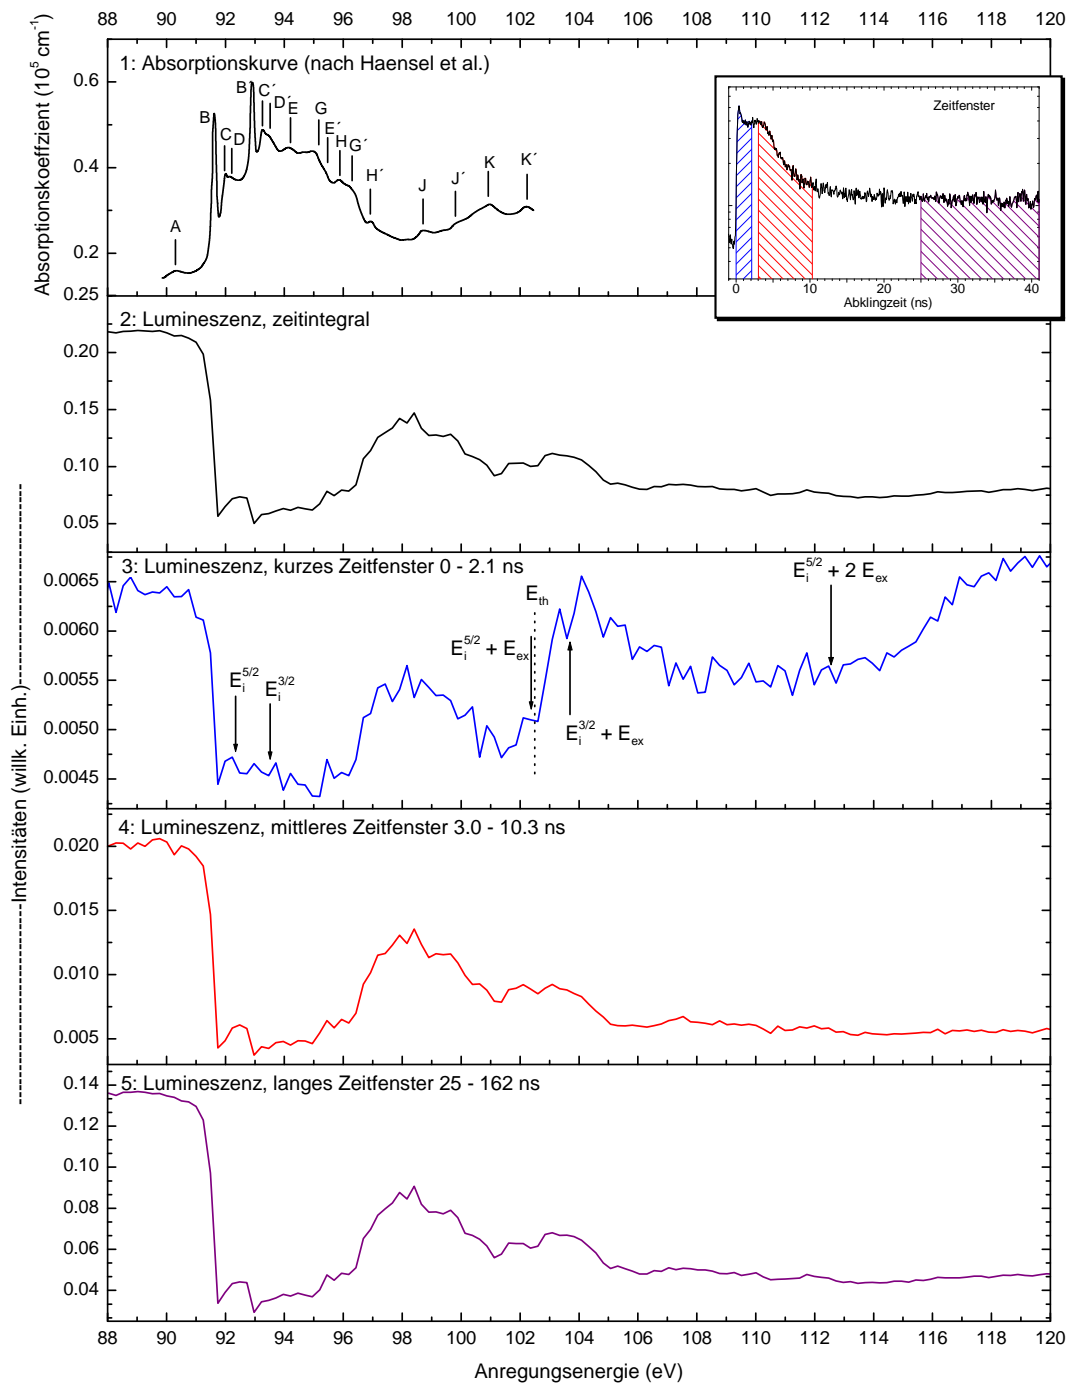 88 90 92 94 96 98 100 102 104 106 108 110 112 114 116 118 120
Absorptionskoeffzient (10⁵ cm⁻¹)
1: Absorptionskurve (nach Haensel et al.)
0.6
0.4
0.2
0.25
A B C D B´ C´ D´ E G E´ H G´ H´ J J´ K K´
Zeitfenster
0 10 20 30 40
Abklingzeit (ns)
2: Lumineszenz, zeitintegral
0.20
0.15
0.10
0.05
--------Intensitäten (willk. Einh.)--------
3: Lumineszenz, kurzes Zeitfenster 0 - 2.1 ns
0.0065
0.0060
0.0055
0.0050
0.0045
E_i^5/2
E_i^3/2
E_i^5/2 + E_ex
E_th
E_i^3/2 + E_ex
E_i^5/2 + 2 E_ex
4: Lumineszenz, mittleres Zeitfenster 3.0 - 10.3 ns
0.020
0.015
0.010
0.005
5: Lumineszenz, langes Zeitfenster 25 - 162 ns
0.14
0.12
0.10
0.08
0.06
0.04
88 90 92 94 96 98 100 102 104 106 108 110 112 114 116 118 120
Anregungsenergie (eV)